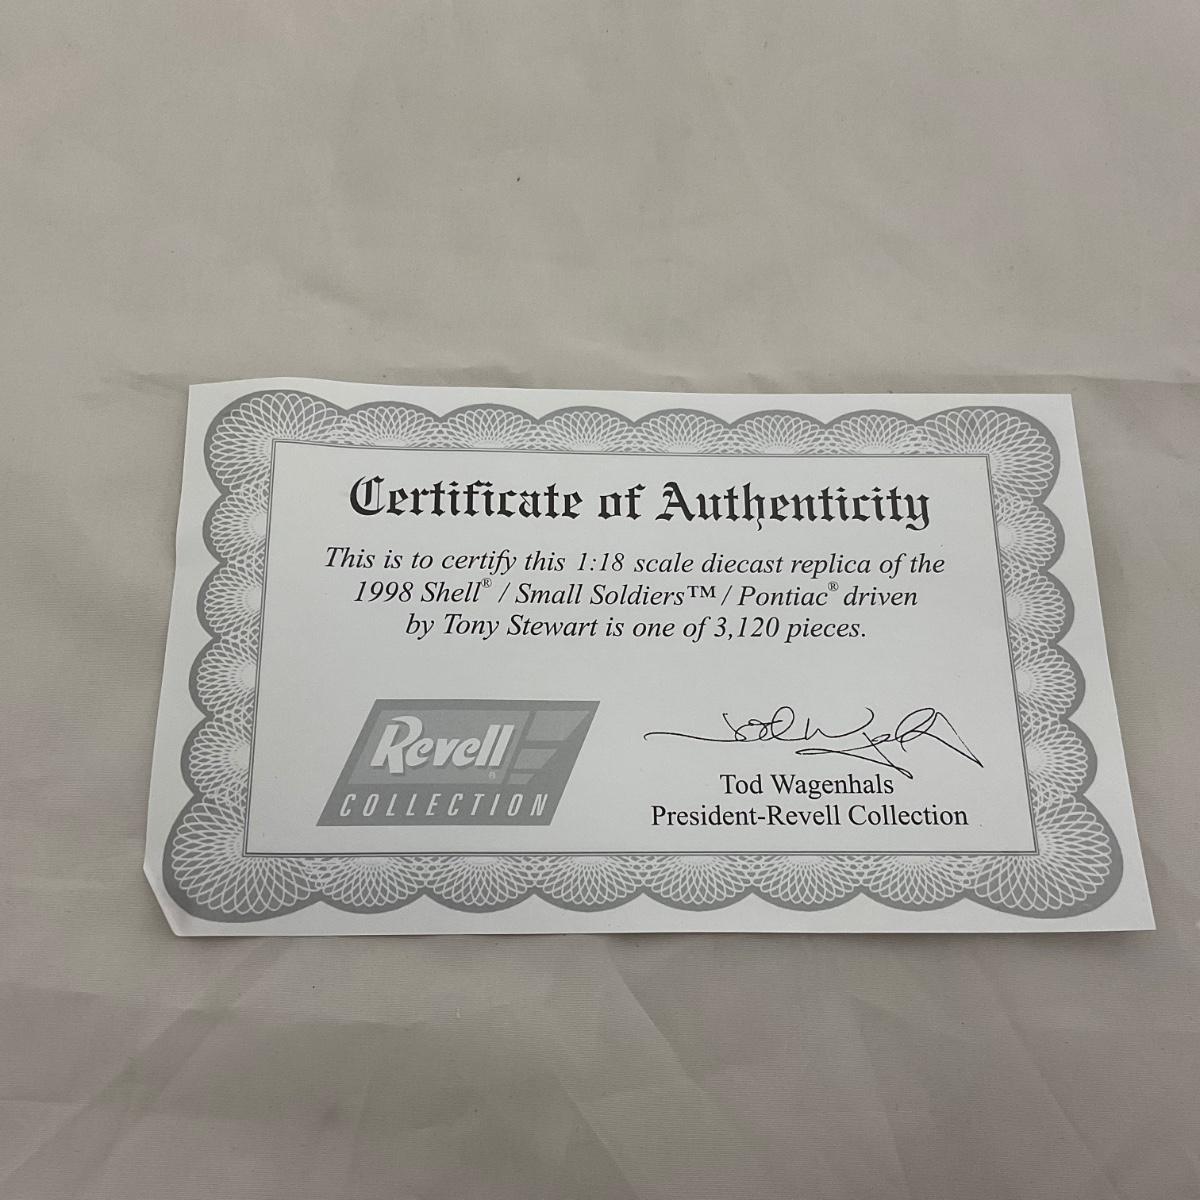 Certificate of Authenticity
This is to certify this 1:18 scale diecast replica of the
1998 Shell® / Small Soldiers™ / Pontiac® driven
by Tony Stewart is one of 3,120 pieces.
Revell®
COLLECTION
Tod Wagenhals
President-Revell Collection